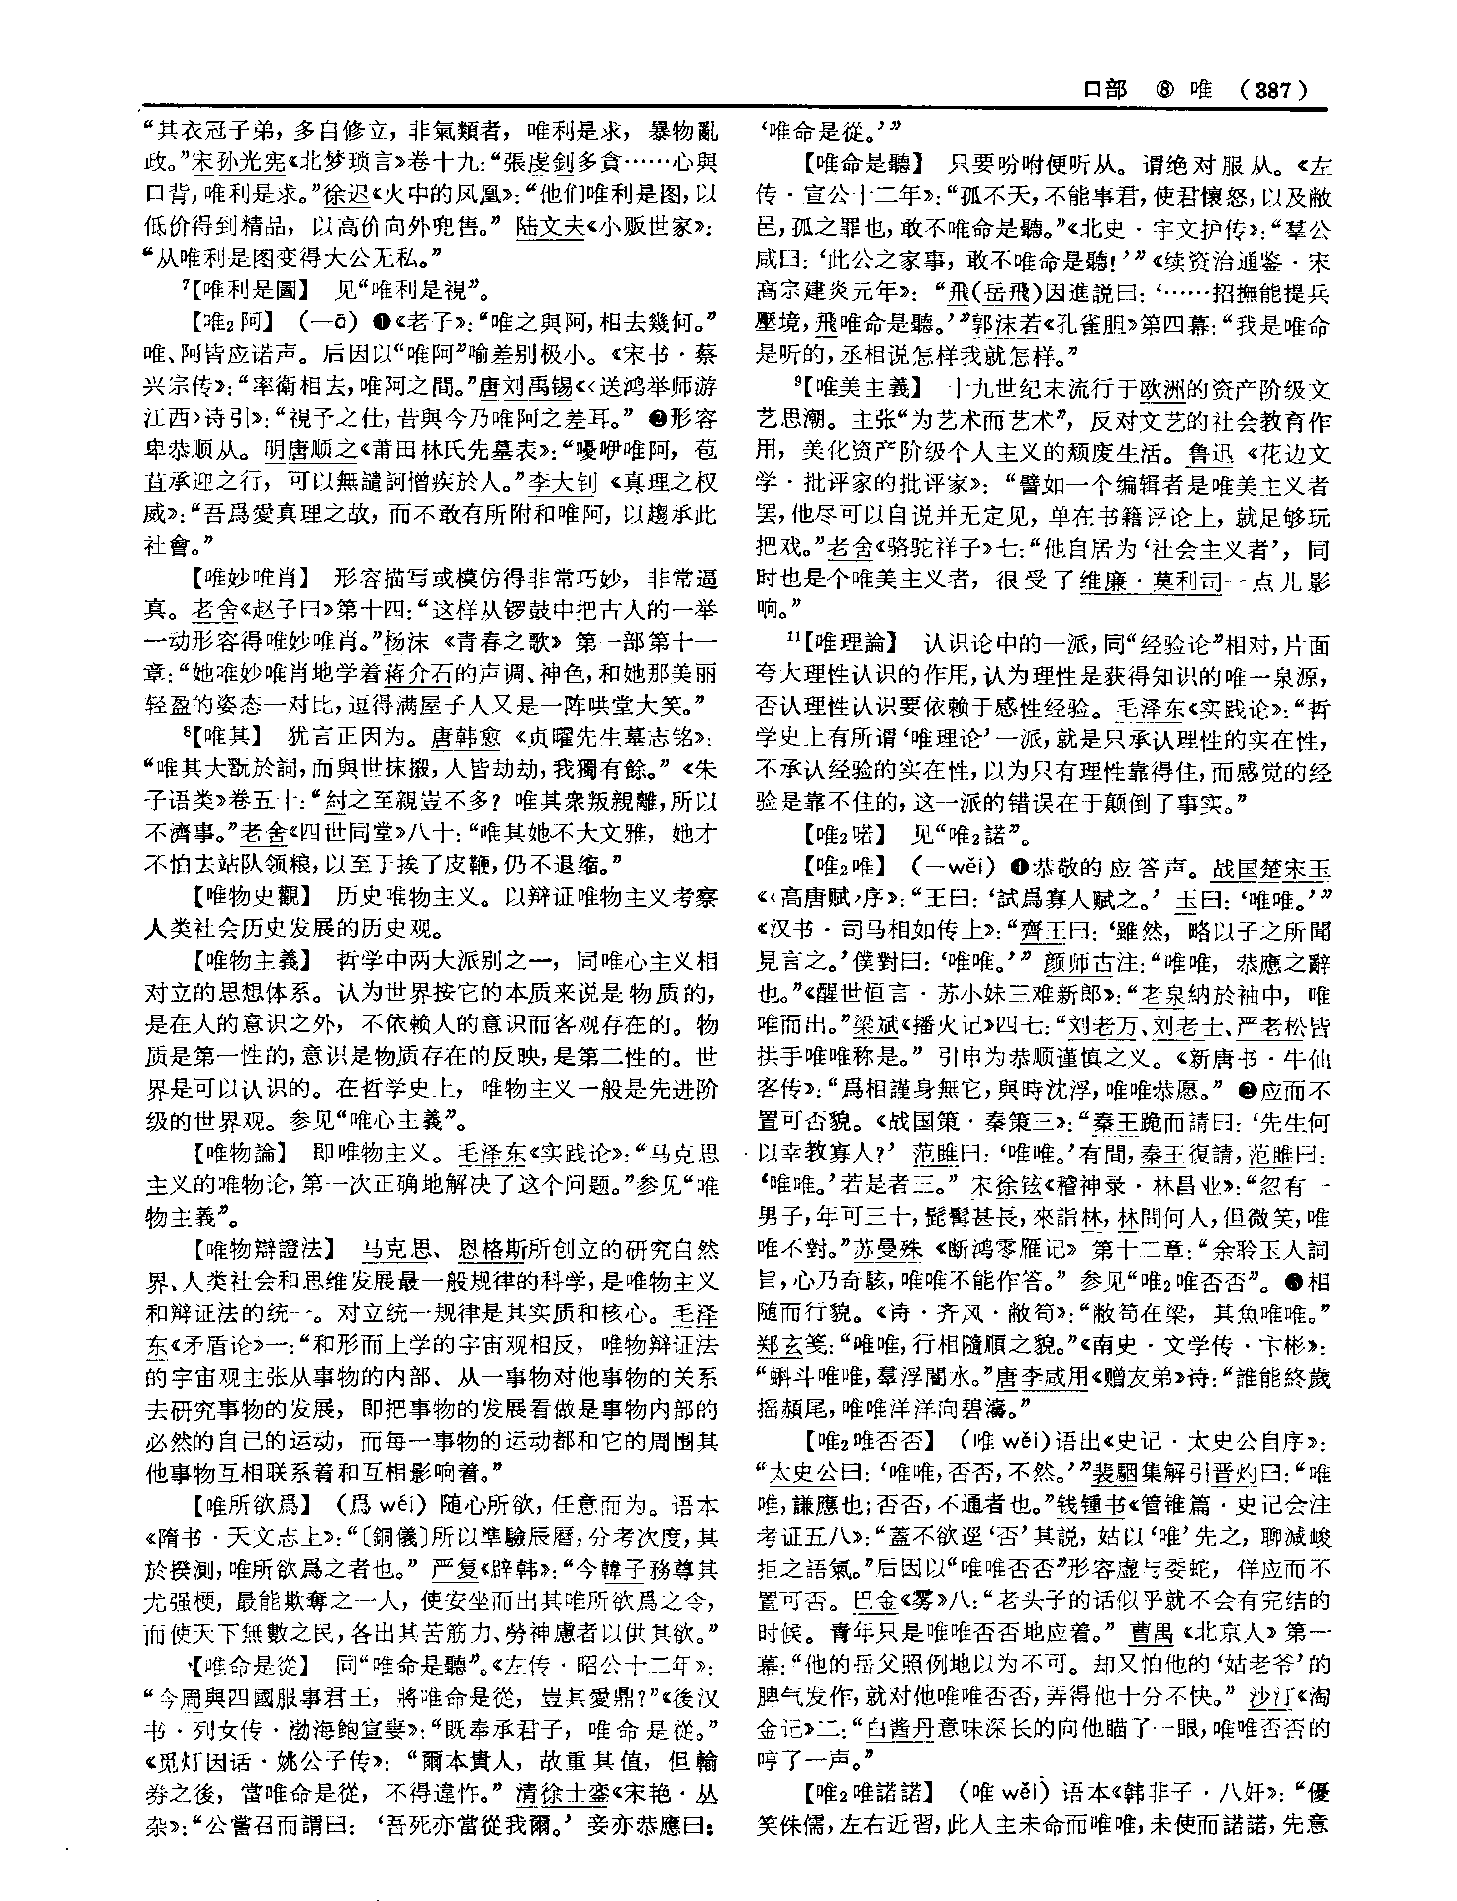 口部 ⑧ 唯 （387）
“其衣冠子弟，多自修立，非氣類者，唯利是求，暴物亂
政。”宋孙光宪《北梦琐言》卷十九：“張虔釗多貪……心與
口背，唯利是求。”徐迟《火中的凤凰》：“他们唯利是图，以
低价得到精品，以高价向外兜售。”陆文夫《小贩世家》：
“从唯利是图变得大公无私。”
7【唯利是圖】 见“唯利是視”。
【唯₂阿】（—ā）❶《老子》：“唯之與阿，相去幾何。”
唯、阿皆应诺声。后因以“唯阿”喻差别极小。《宋书·蔡
兴宗传》：“率衛相去，唯阿之間。”唐刘禹锡《〈送鸿举师游
江西〉诗引》：“視予之仕，昔與今乃唯阿之差耳。” ❷形容
卑恭顺从。明唐顺之《莆田林氏先墓表》：“嚘咿唯阿，苞
苴承迎之行，可以無譴訶憎疾於人。”李大钊《真理之权
威》：“吾爲愛真理之故，而不敢有所附和唯阿，以趨承此
社會。”
【唯妙唯肖】 形容描写或模仿得非常巧妙，非常逼
真。老舍《赵子曰》第十四：“这样从锣鼓中把古人的一举
一动形容得唯妙唯肖。”杨沫《青春之歌》第一部第十一
章：“她唯妙唯肖地学着蒋介石的声调、神色，和她那美丽
轻盈的姿态一对比，逗得满屋子人又是一阵哄堂大笑。”
8【唯其】 犹言正因为。唐韩愈《贞曜先生墓志铭》：
“唯其大翫於詞，而與世抹摋，人皆劫劫，我獨有餘。”《朱
子语类》卷五十：“紂之至親豈不多？唯其衆叛親離，所以
不濟事。”老舍《四世同堂》八十：“唯其她不大文雅，她才
不怕去站队领粮，以至于挨了皮鞭，仍不退缩。”
【唯物史觀】 历史唯物主义。以辩证唯物主义考察
人类社会历史发展的历史观。
【唯物主義】 哲学中两大派别之一，同唯心主义相
对立的思想体系。认为世界按它的本质来说是物质的，
是在人的意识之外，不依赖人的意识而客观存在的。物
质是第一性的，意识是物质存在的反映，是第二性的。世
界是可以认识的。在哲学史上，唯物主义一般是先进阶
级的世界观。参见“唯心主義”。
【唯物論】 即唯物主义。毛泽东《实践论》：“马克思
主义的唯物论，第一次正确地解决了这个问题。”参见“唯
物主義”。
【唯物辯證法】 马克思、恩格斯所创立的研究自然
界、人类社会和思维发展最一般规律的科学，是唯物主义
和辩证法的统一。对立统一规律是其实质和核心。毛泽
东《矛盾论》一：“和形而上学的宇宙观相反，唯物辩证法
的宇宙观主张从事物的内部、从一事物对他事物的关系
去研究事物的发展，即把事物的发展看做是事物内部的
必然的自己的运动，而每一事物的运动都和它的周围其
他事物互相联系着和互相影响着。”
【唯所欲爲】（爲 wéi）随心所欲，任意而为。语本
《隋书·天文志上》：“〔銅儀〕所以準驗辰曆，分考次度，其
於揆測，唯所欲爲之者也。”严复《辟韩》：“今韓子務尊其
尤强梗，最能欺奪之一人，使安坐而出其唯所欲爲之令，
而使天下無數之民，各出其苦筋力、勞神慮者以供其欲。”
【唯命是從】 同“唯命是聽”。《左传·昭公十二年》：
“今周與四國服事君王，將唯命是從，豈其愛鼎？”《後汉
书·列女传·渤海鲍宣妻》：“既奉承君子，唯命是從。”
《觅灯因话·姚公子传》：“爾本貴人，故重其值，但輸
券之後，當唯命是從，不得違忤。”清徐士銮《宋艳·丛
杂》：“公嘗召而謂曰：‘吾死亦當從我爾。’妾亦恭應曰：
‘唯命是從。’”
【唯命是聽】 只要吩咐便听从。谓绝对服从。《左
传·宣公十二年》：“孤不天，不能事君，使君懷怒，以及敝
邑，孤之罪也，敢不唯命是聽。”《北史·宇文护传》：“羣公
咸曰：‘此公之家事，敢不唯命是聽！’”《续资治通鉴·宋
高宗建炎元年》：“飛(岳飛)因進説曰：‘……招撫能提兵
壓境，飛唯命是聽。’”郭沫若《孔雀胆》第四幕：“我是唯命
是听的，丞相说怎样我就怎样。”
9【唯美主義】 十九世纪末流行于欧洲的资产阶级文
艺思潮。主张“为艺术而艺术”，反对文艺的社会教育作
用，美化资产阶级个人主义的颓废生活。鲁迅《花边文
学·批评家的批评家》：“譬如一个编辑者是唯美主义者
罢，他尽可以自说并无定见，单在书籍评论上，就足够玩
把戏。”老舍《骆驼祥子》七：“他自居为‘社会主义者’，同
时也是个唯美主义者，很受了维廉·莫利司一点儿影
响。”
11【唯理論】 认识论中的一派，同“经验论”相对，片面
夸大理性认识的作用，认为理性是获得知识的唯一泉源，
否认理性认识要依赖于感性经验。毛泽东《实践论》：“哲
学史上有所谓‘唯理论’一派，就是只承认理性的实在性，
不承认经验的实在性，以为只有理性靠得住，而感觉的经
验是靠不住的，这一派的错误在于颠倒了事实。”
【唯₂喏】 见“唯₂諾”。
【唯₂唯】（—wěi）❶恭敬的应答声。战国楚宋玉
《〈高唐赋〉序》：“王曰：‘試爲寡人赋之。’玉曰：‘唯唯。’”
《汉书·司马相如传上》：“齊王曰：‘雖然，略以子之所聞
見言之。’僕對曰：‘唯唯。’”颜师古注：“唯唯，恭應之辭
也。”《醒世恒言·苏小妹三难新郎》：“老泉纳於袖中，唯
唯而出。”梁斌《播火记》四七：“刘老万、刘老士、严老松皆
拱手唯唯称是。”引申为恭顺谨慎之义。《新唐书·牛仙
客传》：“爲相謹身無它，與時沈浮，唯唯恭愿。” ❷应而不
置可否貌。《战国策·秦策三》：“秦王跪而請曰：‘先生何
以幸教寡人？’范雎曰：‘唯唯。’有間，秦王復請，范雎曰：
‘唯唯。’若是者三。”宋徐铉《稽神录·林昌业》：“忽有一
男子，年可三十，髭髯甚長，來詣林，林問何人，但微笑，唯
唯不對。”苏曼殊《断鸿零雁记》第十二章：“余聆玉人詞
旨，心乃奇駭，唯唯不能作答。”参见“唯₂唯否否”。❸相
随而行貌。《诗·齐风·敝笱》：“敝笱在梁，其魚唯唯。”
郑玄笺：“唯唯，行相隨順之貌。”《南史·文学传·卞彬》：
“蝌斗唯唯，羣浮闇水。”唐李咸用《赠友弟》诗：“誰能終歲
摇頳尾，唯唯洋洋向碧濤。”
【唯₂唯否否】（唯 wěi）语出《史记·太史公自序》：
“太史公曰：‘唯唯，否否，不然。’”裴駰集解引晋灼曰：“唯
唯，謙應也；否否，不通者也。”钱锺书《管锥篇·史记会注
考证五八》：“蓋不欲逕‘否’其説，姑以‘唯’先之，聊減峻
拒之語氣。”后因以“唯唯否否”形容虚与委蛇，佯应而不
置可否。巴金《雾》八：“老头子的话似乎就不会有完结的
时候。青年只是唯唯否否地应着。”曹禺《北京人》第一
幕：“他的岳父照例地以为不可。却又怕他的‘姑老爷’的
脾气发作，就对他唯唯否否，弄得他十分不快。”沙汀《淘
金记》二：“白酱丹意味深长的向他瞄了一眼，唯唯否否的
哼了一声。”
【唯₂唯諾諾】（唯 wěi）语本《韩非子·八奸》：“優
笑侏儒，左右近習，此人主未命而唯唯，未使而諾諾，先意